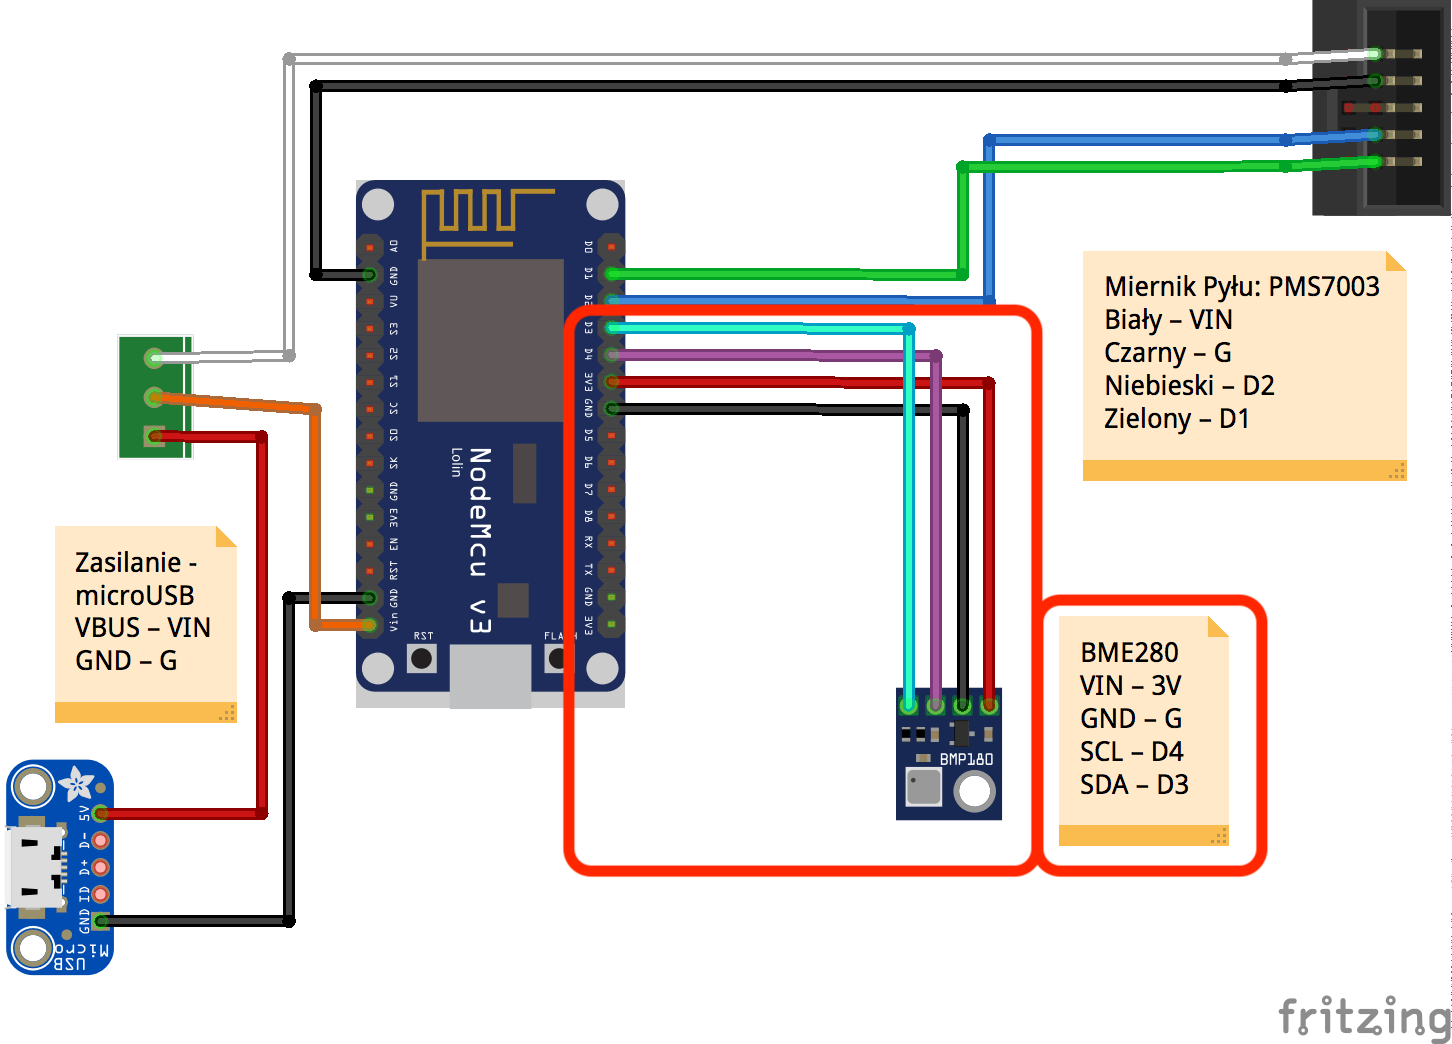 Miernik Pyłu: PMS7003
Biały – VIN
Czarny – G
Niebieski – D2
Zielony – D1
A0
GND
VU
S3
S2
S1
SC
S0
SK
GND
3V3
EN
RST
GND
Vin
D0
D1
D2
D3
D4
3V3
GND
D5
D6
D7
D8
RX
TX
GND
3V3
NodeMcu v3
Lolin
RST
FLASH
Zasilanie -
microUSB
VBUS – VIN
GND – G
BME280
VIN – 3V
GND – G
SCL – D4
SDA – D3
BMP180
5V
D-
D+
ID
GND
Micro
USB
fritzing